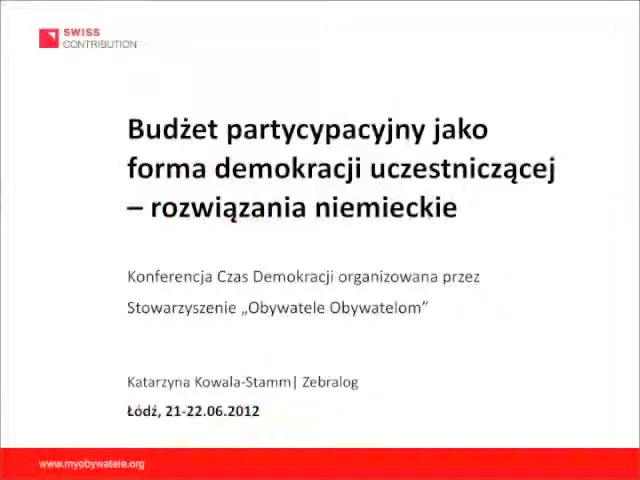 SWISS
CONTRIBUTION
Budżet partycypacyjny jako
forma demokracji uczestniczącej
– rozwiązania niemieckie
Konferencja Czas Demokracji organizowana przez
Stowarzyszenie „Obywatele Obywatelom”
Katarzyna Kowala-Stamm| Zebralog
Łódź, 21-22.06.2012
www.myobywatele.org